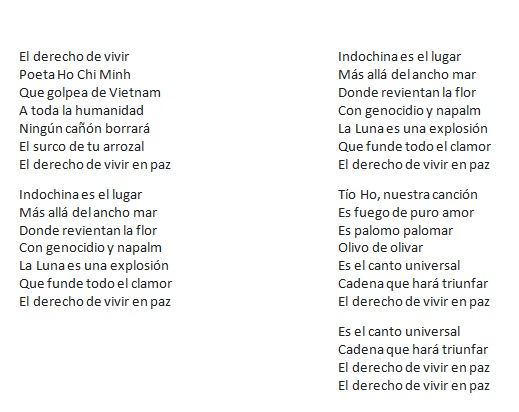 El derecho de vivir
Poeta Ho Chi Minh
Que golpea de Vietnam
A toda la humanidad
Ningún cañón borrará
El surco de tu arrozal
El derecho de vivir en paz
Indochina es el lugar
Más allá del ancho mar
Donde revientan la flor
Con genocidio y napalm
La Luna es una explosión
Que funde todo el clamor
El derecho de vivir en paz
Indochina es el lugar
Más allá del ancho mar
Donde revientan la flor
Con genocidio y napalm
La Luna es una explosión
Que funde todo el clamor
El derecho de vivir en paz
Tío Ho, nuestra canción
Es fuego de puro amor
Es palomo palomar
Olivo de olivar
Es el canto universal
Cadena que hará triunfar
El derecho de vivir en paz
Es el canto universal
Cadena que hará triunfar
El derecho de vivir en paz
El derecho de vivir en paz